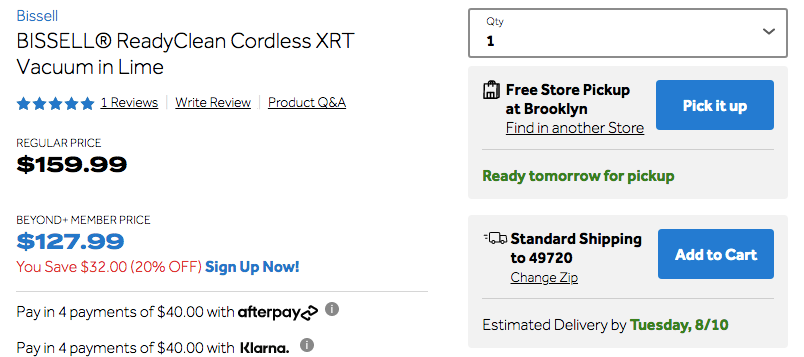 Bissell
BISSELL® ReadyClean Cordless XRT
Vacuum in Lime
1 Reviews
Write Review
Product Q&A
REGULAR PRICE
$159.99
BEYOND+ MEMBER PRICE
$127.99
You Save $32.00 (20% OFF) Sign Up Now!
Pay in 4 payments of $40.00 with afterpay
Pay in 4 payments of $40.00 with Klarna.
Qty
1
Free Store Pickup
at Brooklyn
Find in another Store
Pick it up
Ready tomorrow for pickup
Standard Shipping
to 49720
Change Zip
Add to Cart
Estimated Delivery by Tuesday, 8/10